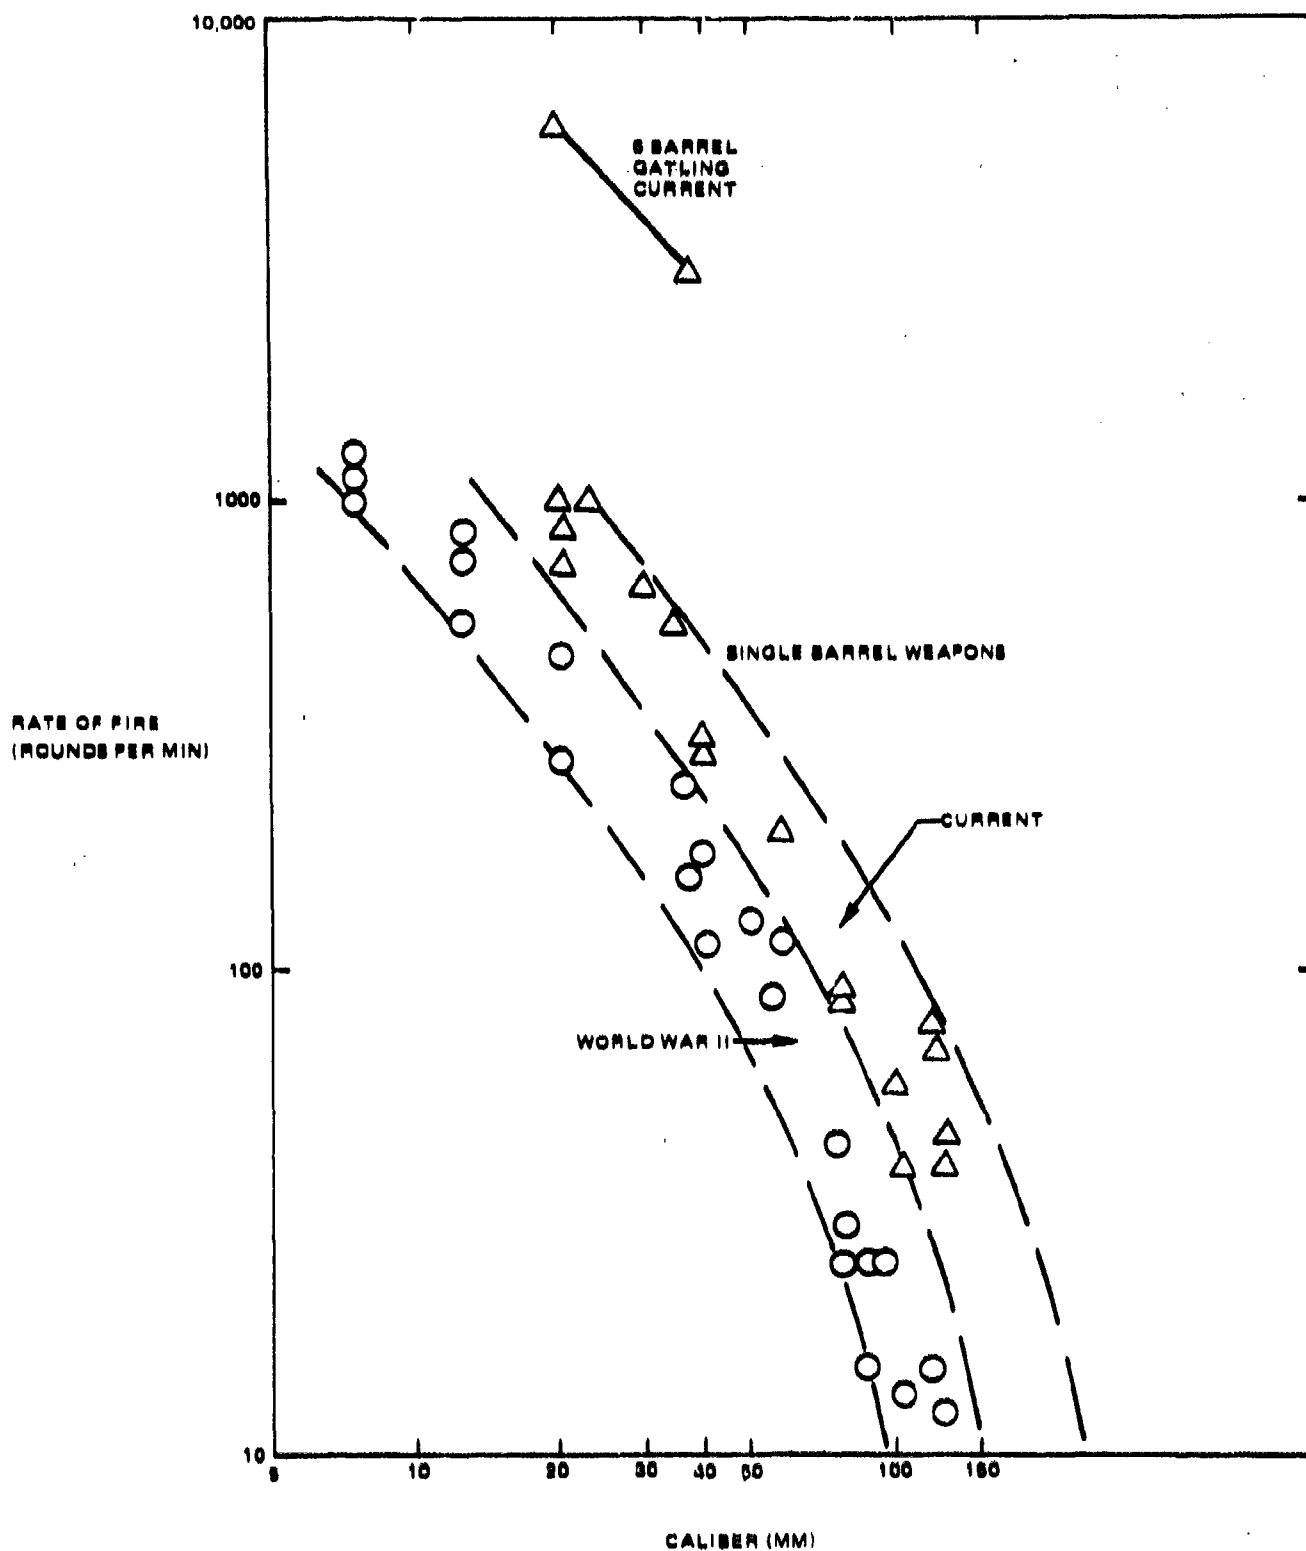 10,000
6 BARREL
GATLING
CURRENT
1000
SINGLE BARREL WEAPONS
RATE OF FIRE
(ROUNDS PER MIN)
CURRENT
100
WORLD WAR II
10
5 10 20 30 40 50 100 150
CALIBER (MM)